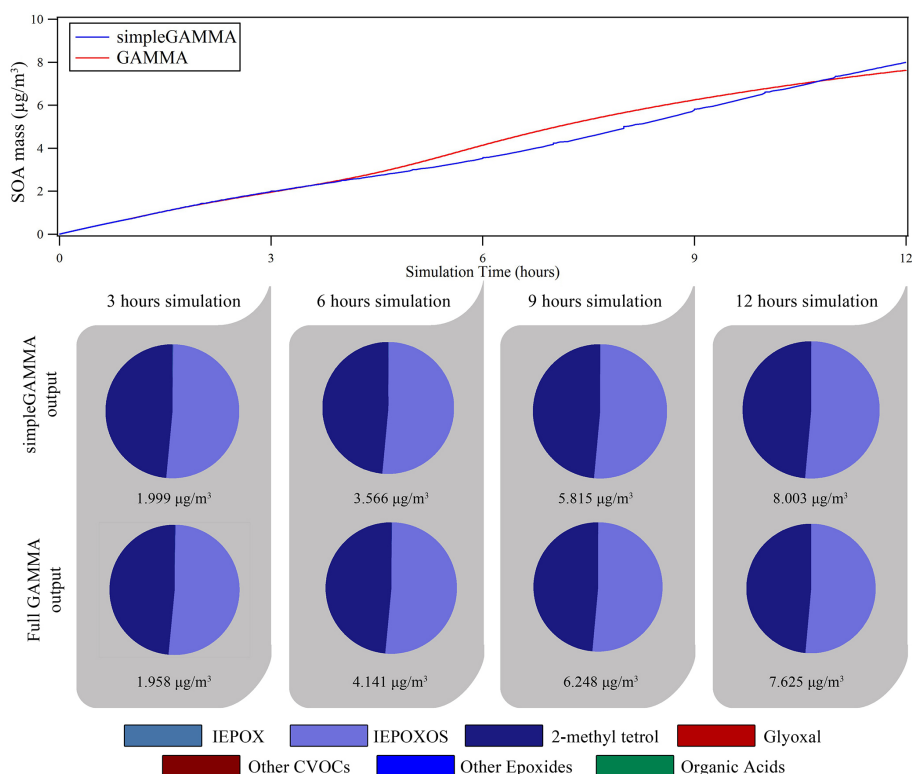 10
8
6
4
2
0
SOA mass (μg/m³)
simpleGAMMA
GAMMA
0 3 6 9 12
Simulation Time (hours)
3 hours simulation 6 hours simulation 9 hours simulation 12 hours simulation
simpleGAMMA
output
1.999 μg/m³ 3.566 μg/m³ 5.815 μg/m³ 8.003 μg/m³
Full GAMMA
output
1.958 μg/m³ 4.141 μg/m³ 6.248 μg/m³ 7.625 μg/m³
IEPOX IEPOXOS 2-methyl tetrol Glyoxal
Other CVOCs Other Epoxides Organic Acids